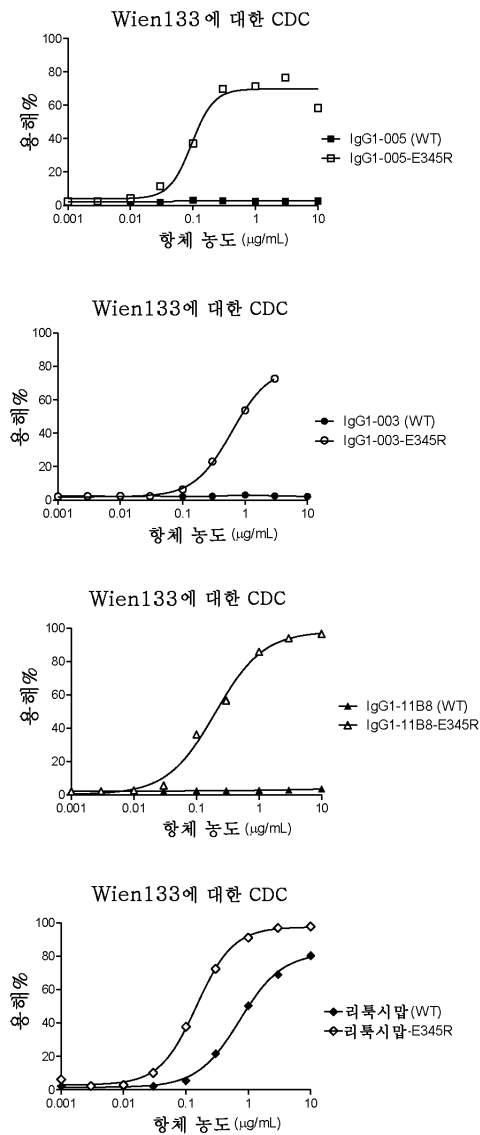 Wien133에 대한 CDC
100
80
60
40
20
0
용해%
0.001 0.01 0.1 1 10
항체 농도 (μg/mL)
IgG1-005 (WT)
IgG1-005-E345R
Wien133에 대한 CDC
100
80
60
40
20
0
용해%
0.001 0.01 0.1 1 10
항체 농도 (μg/mL)
IgG1-003 (WT)
IgG1-003-E345R
Wien133에 대한 CDC
100
80
60
40
20
0
용해%
0.001 0.01 0.1 1 10
항체 농도 (μg/mL)
IgG1-11B8 (WT)
IgG1-11B8-E345R
Wien133에 대한 CDC
100
80
60
40
20
0
용해%
0.001 0.01 0.1 1 10
항체 농도 (μg/mL)
리툭시맙 (WT)
리툭시맙-E345R